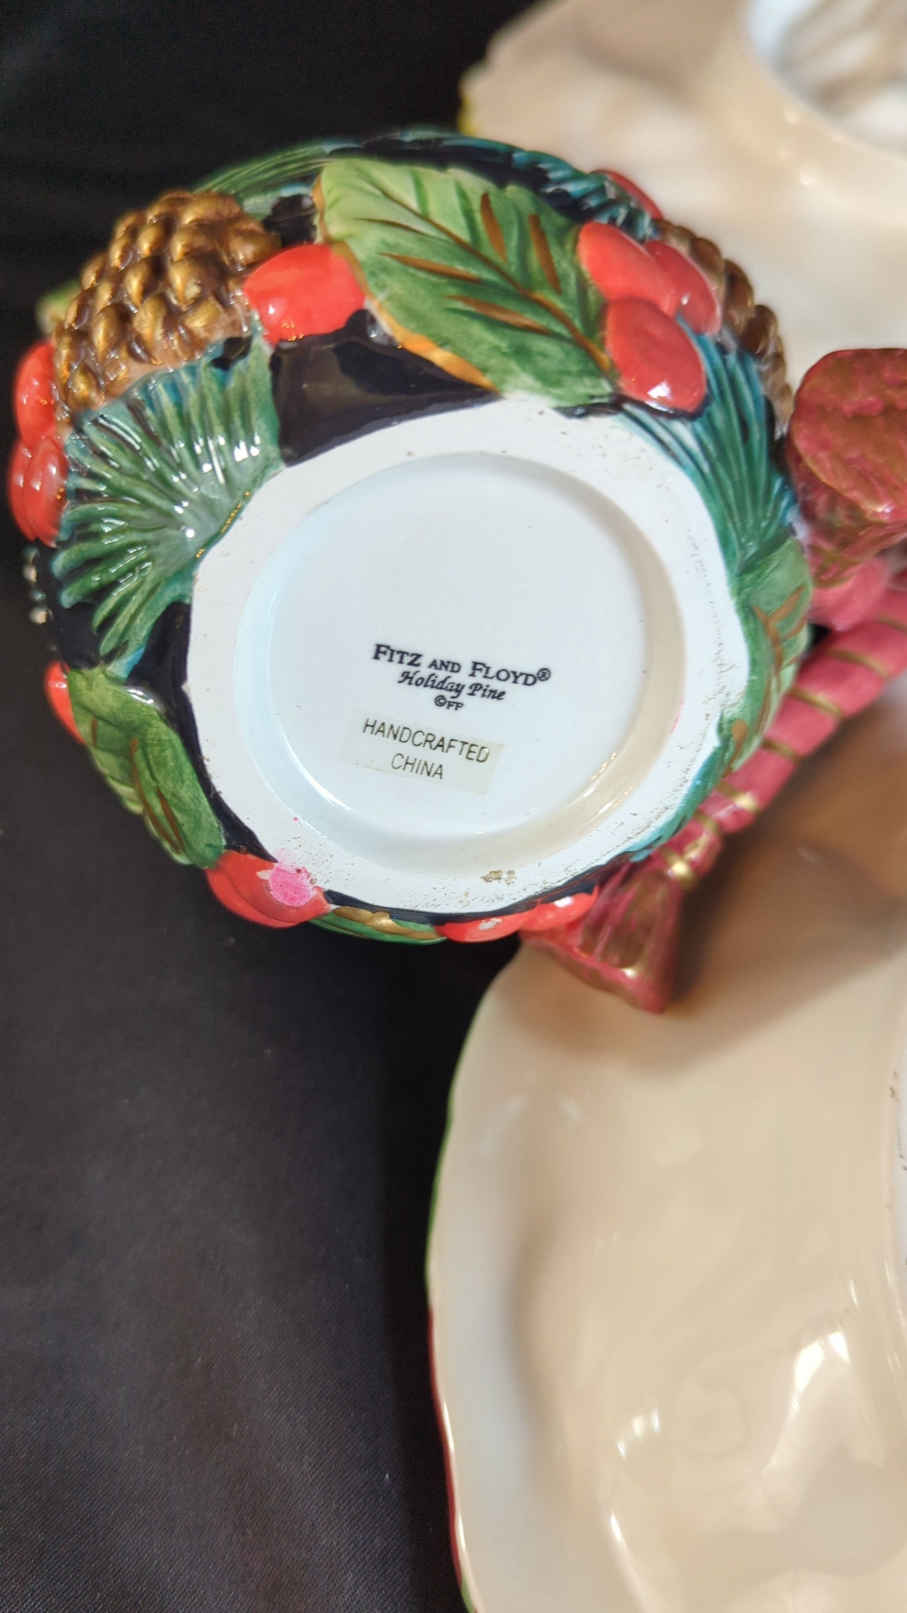 FITZ AND FLOYD®
Holiday Pine
©FF
HANDCRAFTED
CHINA